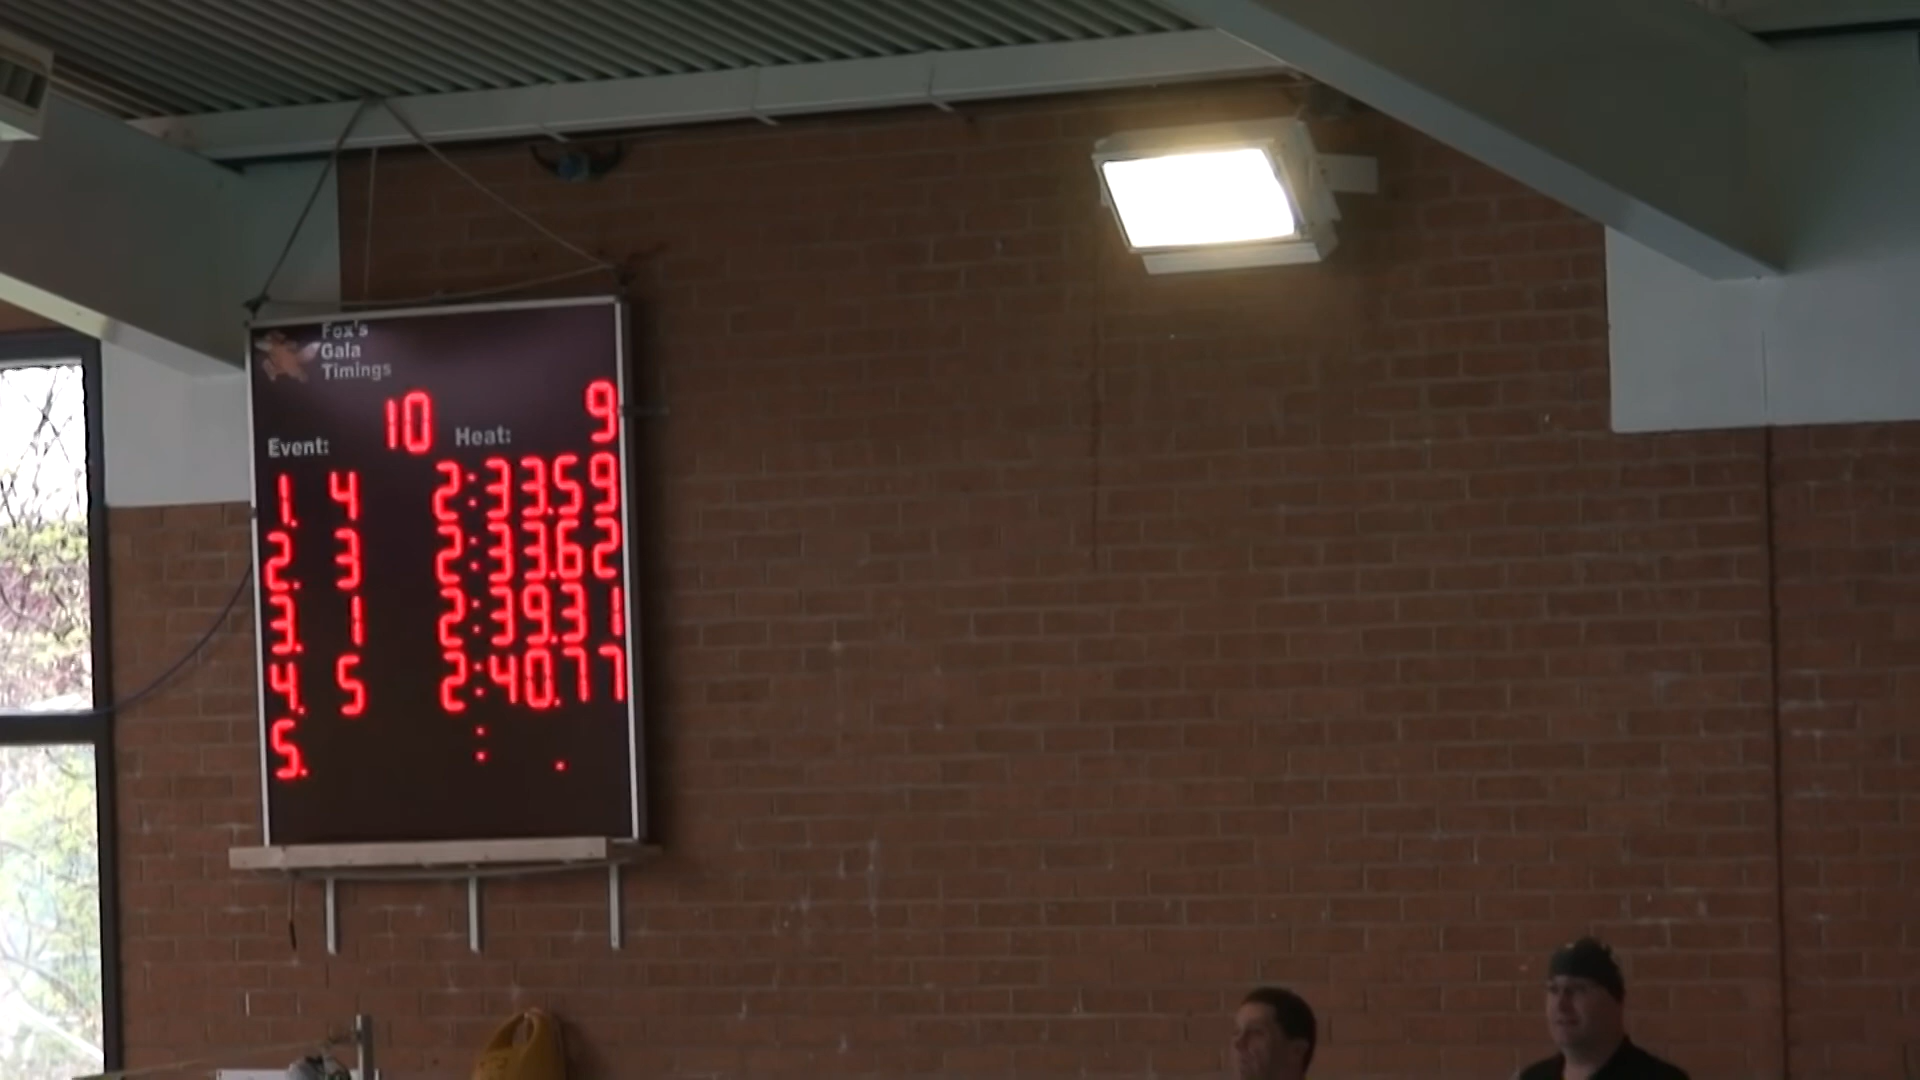 Fox's
Gala
Timings
Event: 10 Heat: 9
1. 4 2:33.59
2. 3 2:33.62
3. 1 2:39.31
4. 5 2:40.77
5. : .